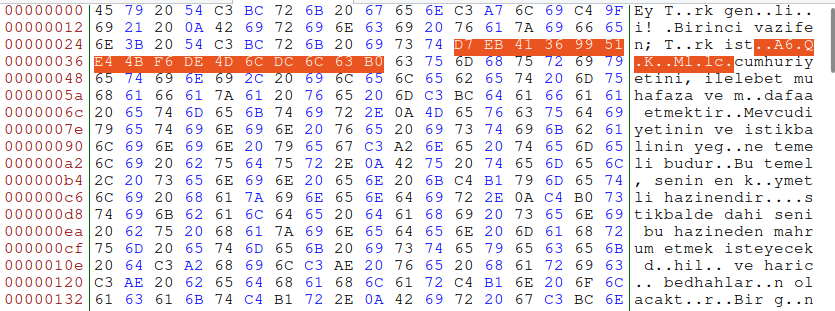 00000000 45 79 20 54 C3 BC 72 6B 20 67 65 6E C3 A7 6C 69 C4 9F Ey T..rk gen..li..
00000012 69 21 20 0A 42 69 72 69 6E 63 69 20 76 61 7A 69 66 65 i! .Birinci vazife
00000024 6E 3B 20 54 C3 BC 72 6B 20 69 73 74 D7 EB 41 36 99 51 n; T..rk ist..A6.Q
00000036 E4 4B F6 DE 4D 6C DC 6C 63 B0 63 75 6D 68 75 72 69 79 .K..Ml.lc.cumhuriy
00000048 65 74 69 6E 69 2C 20 69 6C 65 6C 65 62 65 74 20 6D 75 etini, ilelebet mu
0000005a 68 61 66 61 7A 61 20 76 65 20 6D C3 BC 64 61 66 61 61 hafaza ve m..dafaa
0000006c 20 65 74 6D 65 6B 74 69 72 2E 0A 4D 65 76 63 75 64 69 etmektir..Mevcudi
0000007e 79 65 74 69 6E 69 6E 20 76 65 20 69 73 74 69 6B 62 61 yetinin ve istikba
00000090 6C 69 6E 69 6E 20 79 65 67 C3 A2 6E 65 20 74 65 6D 65 linin yeg..ne teme
000000a2 6C 69 20 62 75 64 75 72 2E 0A 42 75 20 74 65 6D 65 6C li budur..Bu temel
000000b4 2C 20 73 65 6E 69 6E 20 65 6E 20 6B C4 B1 79 6D 65 74 , senin en k..ymet
000000c6 6C 69 20 68 61 7A 69 6E 65 6E 64 69 72 2E 0A C4 B0 73 li hazinendir....s
000000d8 74 69 6B 62 61 6C 64 65 20 64 61 68 69 20 73 65 6E 69 tikbalde dahi seni
000000ea 20 62 75 20 68 61 7A 69 6E 65 64 65 6E 20 6D 61 68 72 bu hazineden mahr
000000cf 75 6D 20 65 74 6D 65 6B 20 69 73 74 65 79 65 63 65 6B um etmek isteyecek
0000010e 20 64 C3 A2 68 69 6C C3 AE 20 76 65 20 68 61 72 69 63 d..hil.. ve haric
00000120 C3 AE 20 62 65 64 68 61 68 6C 61 72 C4 B1 6E 20 6F 6C .. bedhahlar..n ol
00000132 61 63 61 6B 74 C4 B1 72 2E 0A 42 69 72 20 67 C3 BC 6E acakt..r..Bir g..n